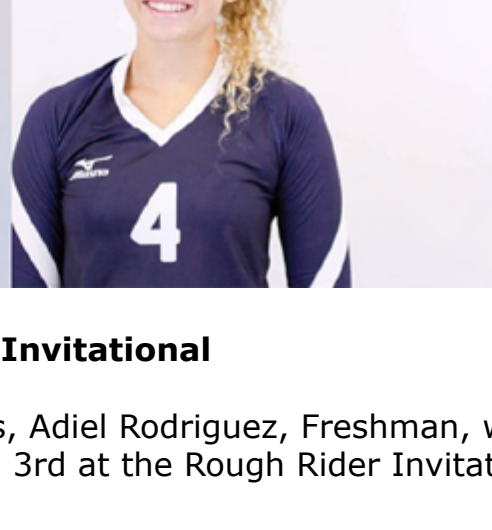 Mizuno
4
Invitational
s, Adiel Rodriguez, Freshman, w
3rd at the Rough Rider Invitat